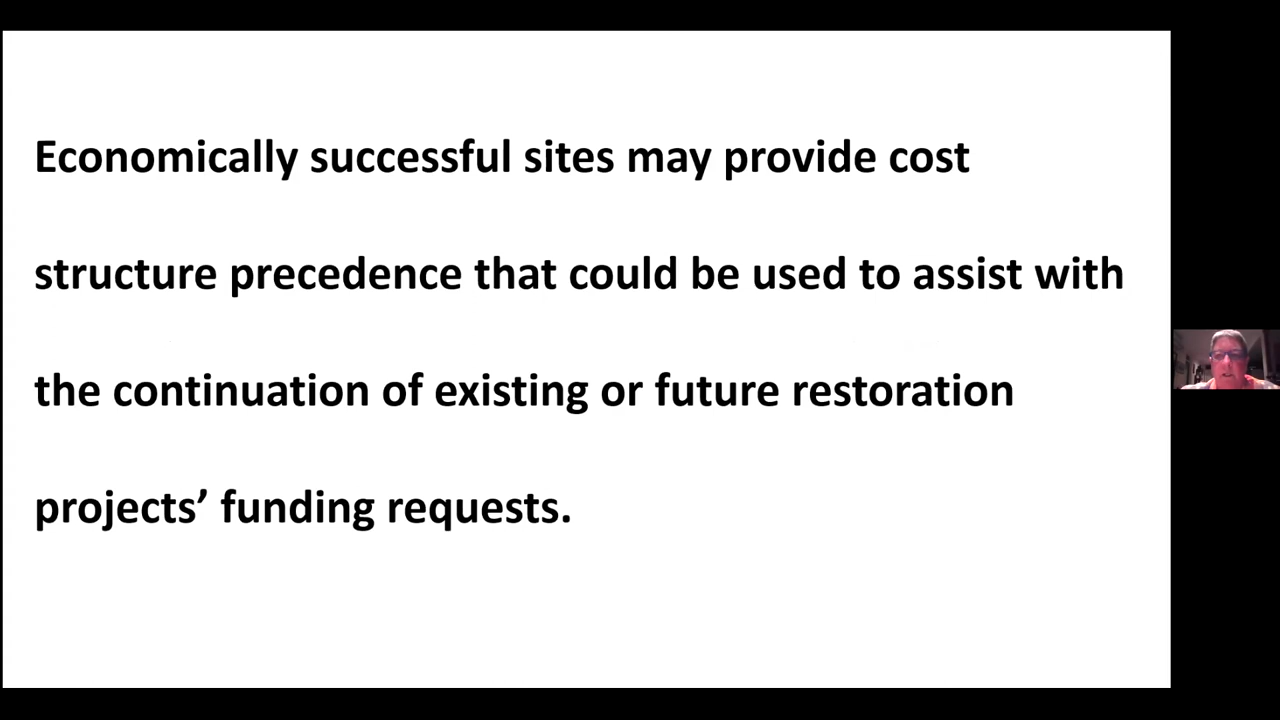 Economically successful sites may provide cost
structure precedence that could be used to assist with
the continuation of existing or future restoration
projects’ funding requests.